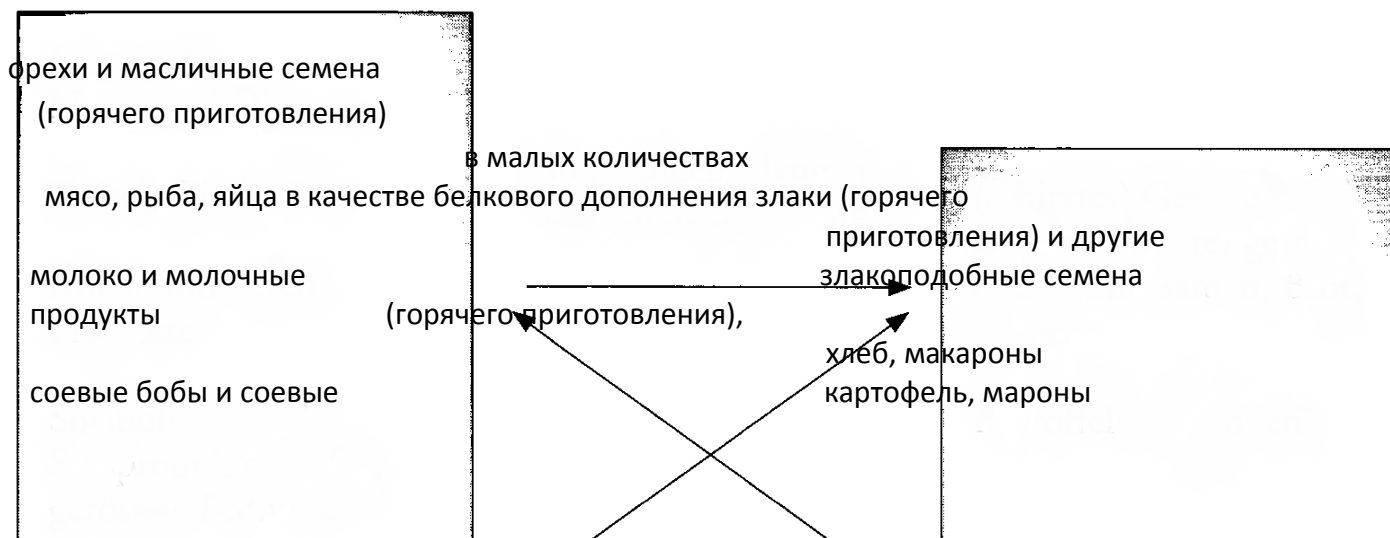 орехи и масличные семена
(горячего приготовления)
в малых количествах
мясо, рыба, яйца в качестве белкового дополнения злаки (горячего
приготовления) и другие
молоко и молочные злакоподобные семена
продукты (горячего приготовления),
хлеб, макароны
соевые бобы и соевые картофель, мароны